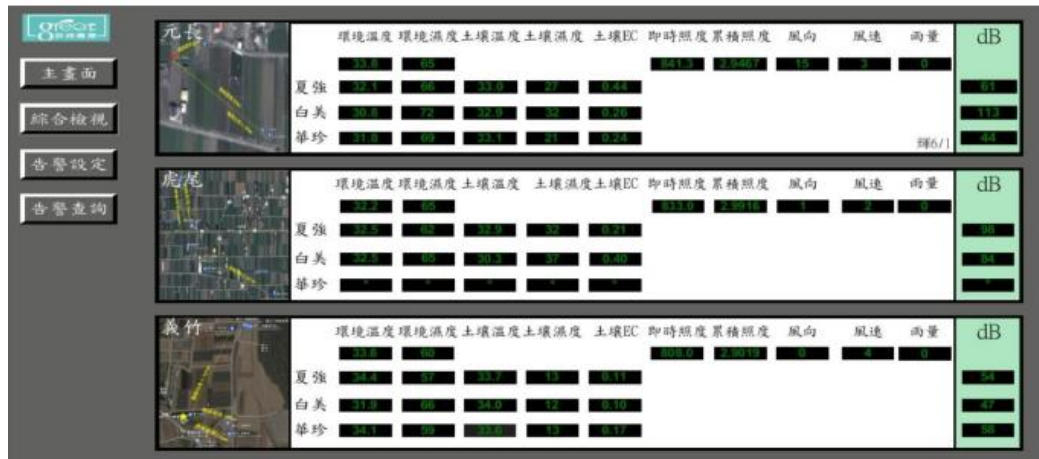 great
主畫面
綜合檢視
告警設定
告警查詢
元長
環境溫度 環境濕度 土壤溫度 土壤濕度 土壤EC 即時照度 累積照度 風向 風速 雨量 dB
33.8 65 841.3 2.9467 15 3 0
夏強 32.1 66 33.0 27 0.44 61
白美 30.8 72 32.9 32 0.26 113
華珍 31.8 69 33.1 21 0.24 44
輝6/1
虎尾
環境溫度 環境濕度 土壤溫度 土壤濕度 土壤EC 即時照度 累積照度 風向 風速 雨量 dB
32.2 65 833.0 2.9916 1 2 0
夏強 32.5 62 32.9 32 0.21 98
白美 32.5 65 30.3 37 0.40 84
華珍 * * * * * *
義竹
環境溫度 環境濕度 土壤溫度 土壤濕度 土壤EC 即時照度 累積照度 風向 風速 雨量 dB
33.6 60 808.0 2.9019 0 4 0
夏強 34.4 57 33.7 13 0.11 54
白美 31.9 66 34.0 12 0.10 47
華珍 34.1 59 33.6 13 0.17 58